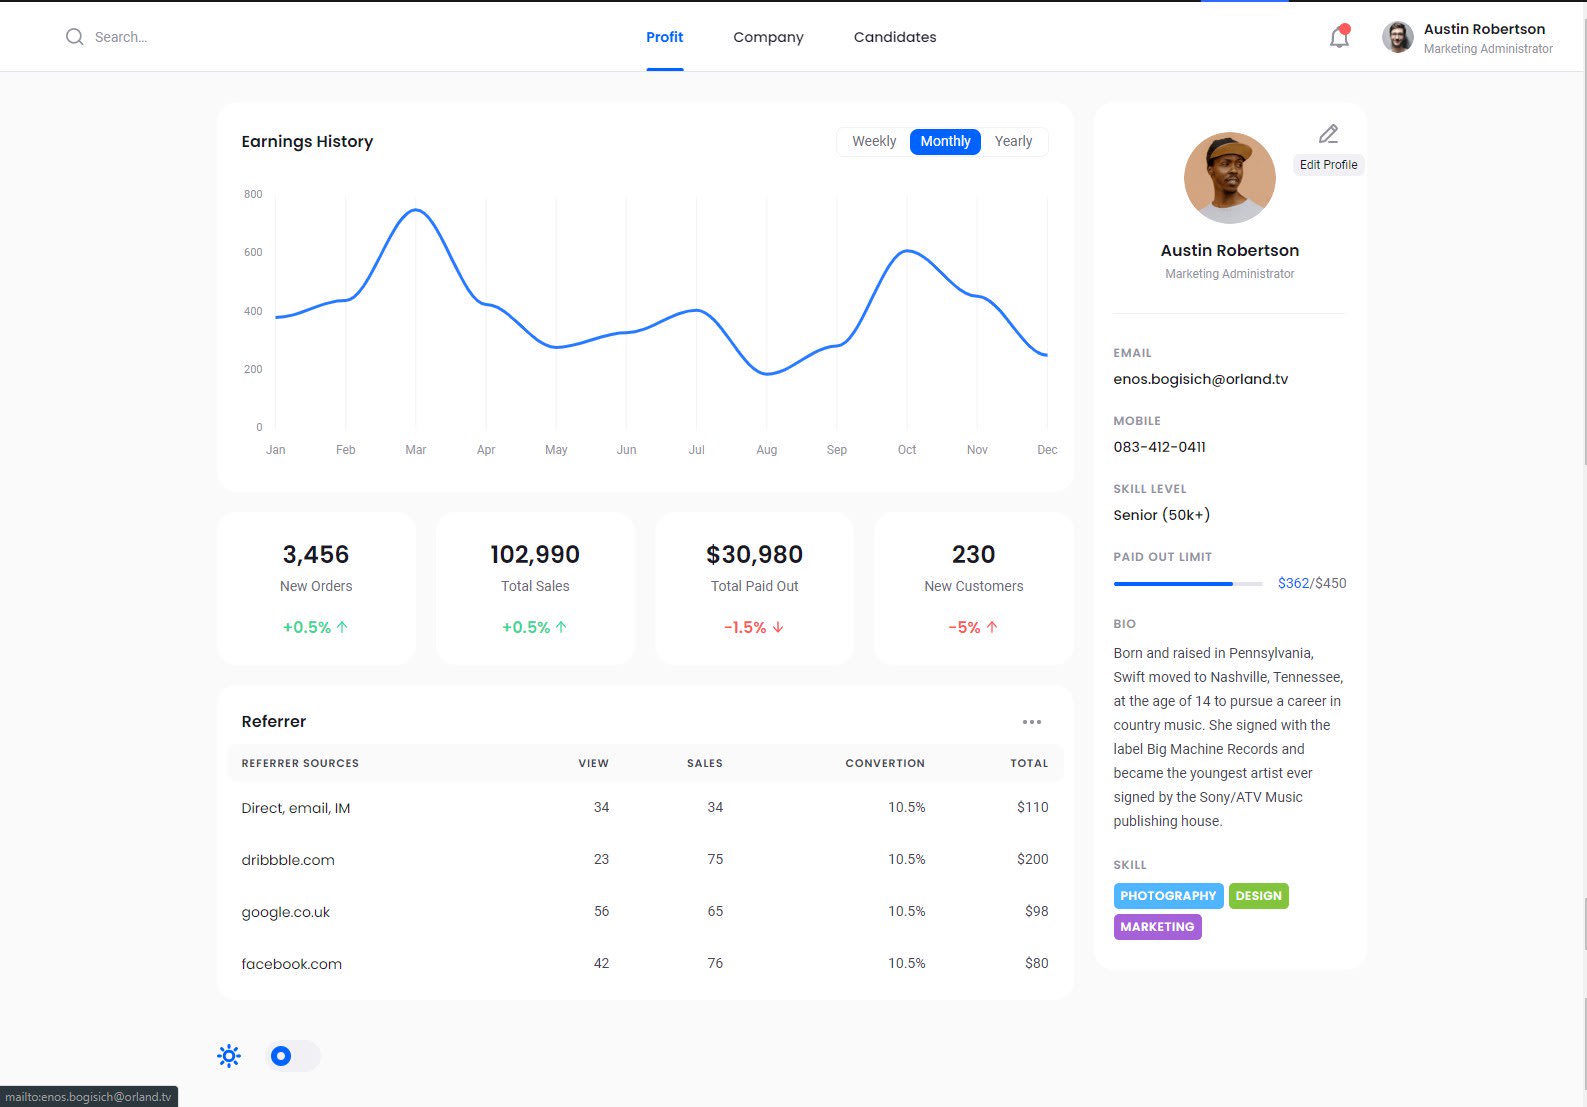 Search...
Profit
Company
Candidates
Austin Robertson
Marketing Administrator
Earnings History
Weekly
Monthly
Yearly
800
600
400
200
0
Jan Feb Mar Apr May Jun Jul Aug Sep Oct Nov Dec
3,456
New Orders
+0.5%
102,990
Total Sales
+0.5%
$30,980
Total Paid Out
-1.5%
230
New Customers
-5%
Referrer
REFERRER SOURCES VIEW SALES CONVERTION TOTAL
Direct, email, IM 34 34 10.5% $110
dribbble.com 23 75 10.5% $200
google.co.uk 56 65 10.5% $98
facebook.com 42 76 10.5% $80
Edit Profile
Austin Robertson
Marketing Administrator
EMAIL
enos.bogisich@orland.tv
MOBILE
083-412-0411
SKILL LEVEL
Senior (50k+)
PAID OUT LIMIT
$362/$450
BIO
Born and raised in Pennsylvania,
Swift moved to Nashville, Tennessee,
at the age of 14 to pursue a career in
country music. She signed with the
label Big Machine Records and
became the youngest artist ever
signed by the Sony/ATV Music
publishing house.
SKILL
PHOTOGRAPHY DESIGN
MARKETING
mailto:enos.bogisich@orland.tv